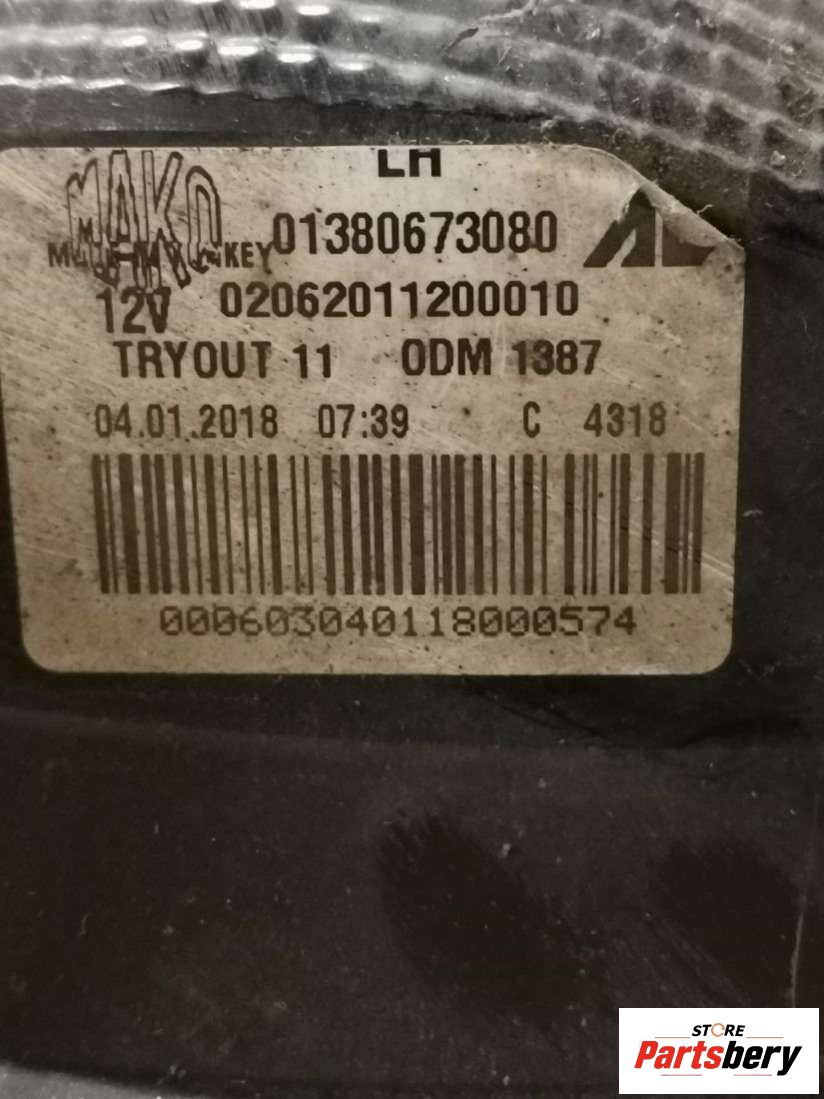 LH
MAKO 01380673080 AL
KEY
12V 02062011200010
TRYOUT 11 ODM 1387
04.01.2018 07:39 C 4318
000603040118000574
STORE
Partsbery